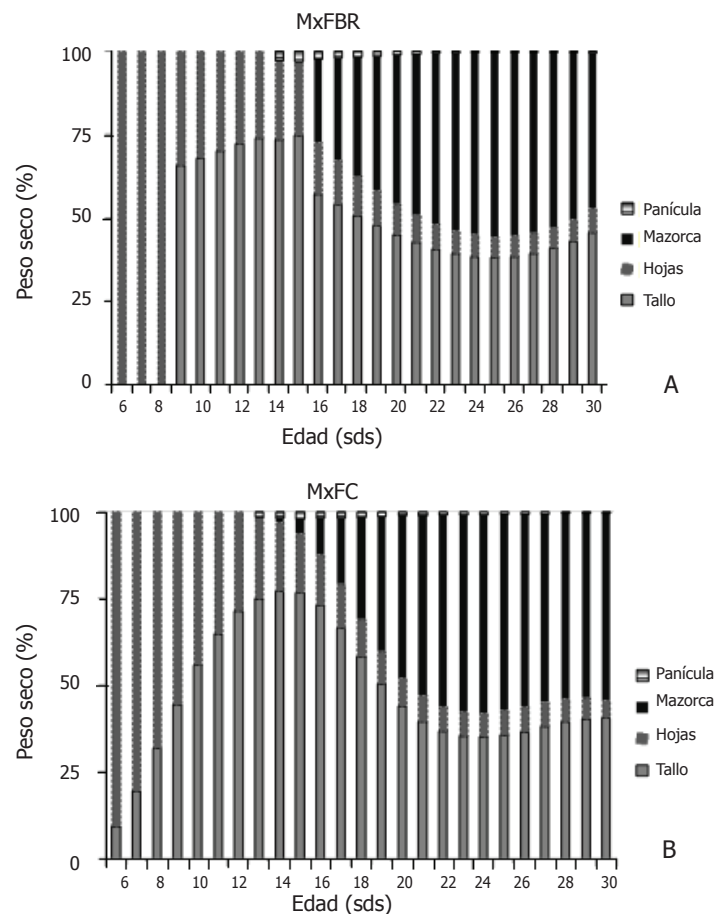 MxFBR
100
75
50
25
0
Peso seco (%)
6 8 10 12 14 16 18 20 22 24 26 28 30
Edad (sds)
Panícula
Mazorca
Hojas
Tallo
A
MxFC
100
75
50
25
0
Peso seco (%)
6 8 10 12 14 16 18 20 22 24 26 28 30
Edad (sds)
Panícula
Mazorca
Hojas
Tallo
B